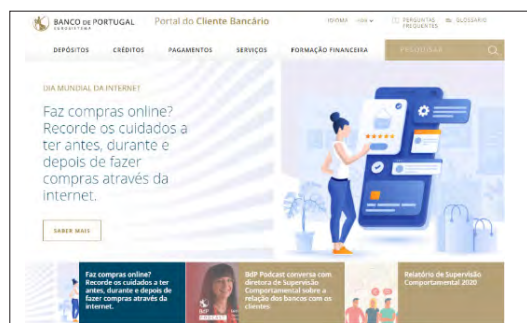 BANCO DE PORTUGAL
EUROSISTEMA
Portal do Cliente Bancário
IDIOMA
PERGUNTAS FREQUENTES
GLOSSÁRIO
DEPÓSITOS CRÉDITOS PAGAMENTOS SERVIÇOS FORMAÇÃO FINANCEIRA PESQUISAR
DIA MUNDIAL DA INTERNET
Faz compras online?
Recorde os cuidados a
ter antes, durante e
depois de fazer
compras através da
internet.
SABER MAIS
Faz compras online?
Recorde os cuidados a
ter antes, durante e depois de
fazer compras através da
internet.
BdP Podcast conversa com
diretora de Supervisão
Comportamental sobre a
relação dos bancos com os
clientes
Relatório de Supervisão
Comportamental 2020